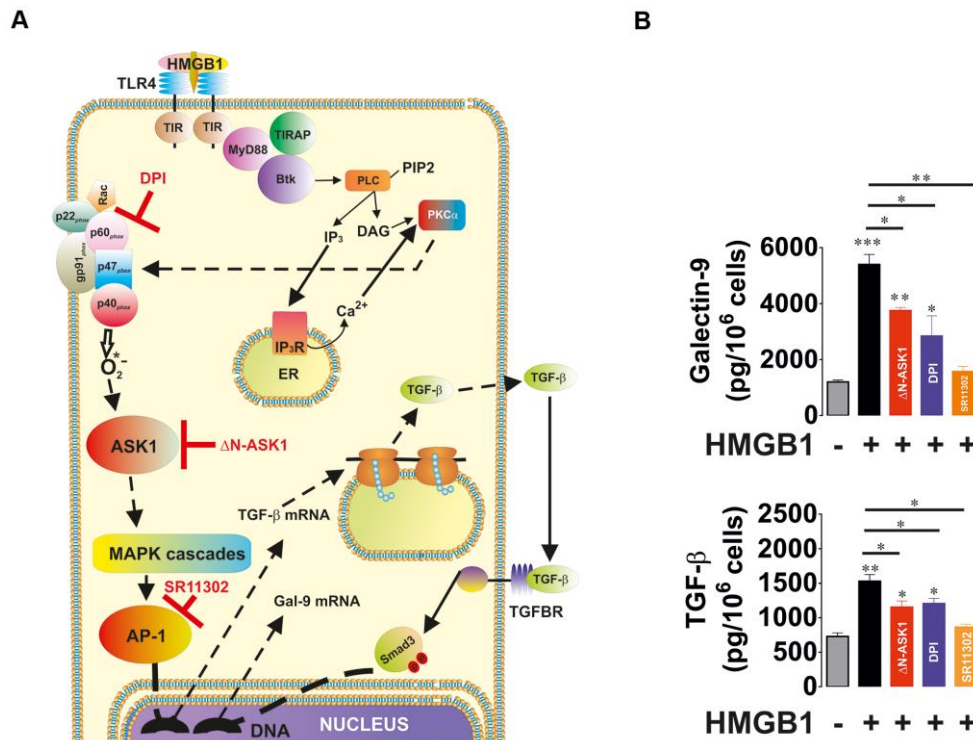 A
HMGB1
TLR4
TIR TIR
TIRAP
MyD88
Btk
PLC
PIP2
Rac
DPI
p22phox
p60phox
gp91phox
p47phox
p40phox
IP3
DAG
PKCα
Ca2+
IP3R
ER
O2*-
ASK1
ΔN-ASK1
TGF-β
TGF-β
TGF-β mRNA
MAPK cascades
SR11302
Gal-9 mRNA
AP-1
TGF-β
TGFBR
Smad3
DNA
NUCLEUS
B
**
*
*
Galectin-9
(pg/10^6 cells)
6000
4000
2000
0
***
**
*
ΔN-ASK1
DPI
SR11302
HMGB1 - + + + +
*
*
*
TGF-β
(pg/10^6 cells)
2500
2000
1500
1000
500
0
**
*
*
ΔN-ASK1
DPI
SR11302
HMGB1 - + + + +